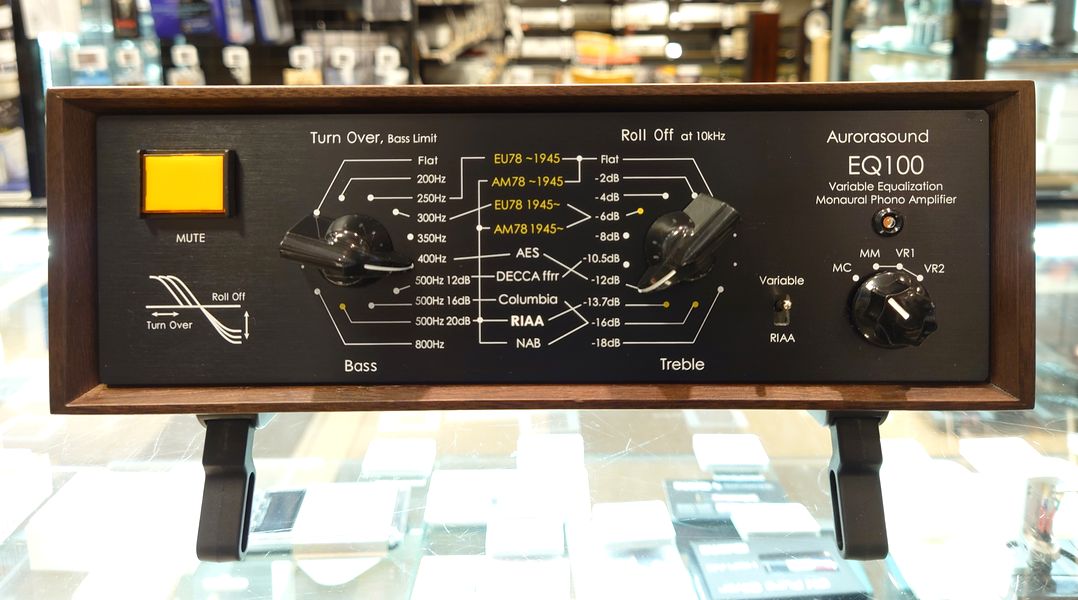 MUTE
Roll Off
Turn Over
Turn Over, Bass Limit
Flat
200Hz
250Hz
300Hz
350Hz
400Hz
500Hz 12dB
500Hz 16dB
500Hz 20dB
800Hz
Bass
EU78 ~1945
AM78 ~1945
EU78 1945~
AM78 1945~
AES
DECCA ffrr
Columbia
RIAA
NAB
Roll Off at 10kHz
Flat
-2dB
-4dB
-6dB
-8dB
-10.5dB
-12dB
-13.7dB
-16dB
-18dB
Treble
Aurorasound
EQ100
Variable Equalization
Monaural Phono Amplifier
Variable
RIAA
MC
MM
VR1
VR2